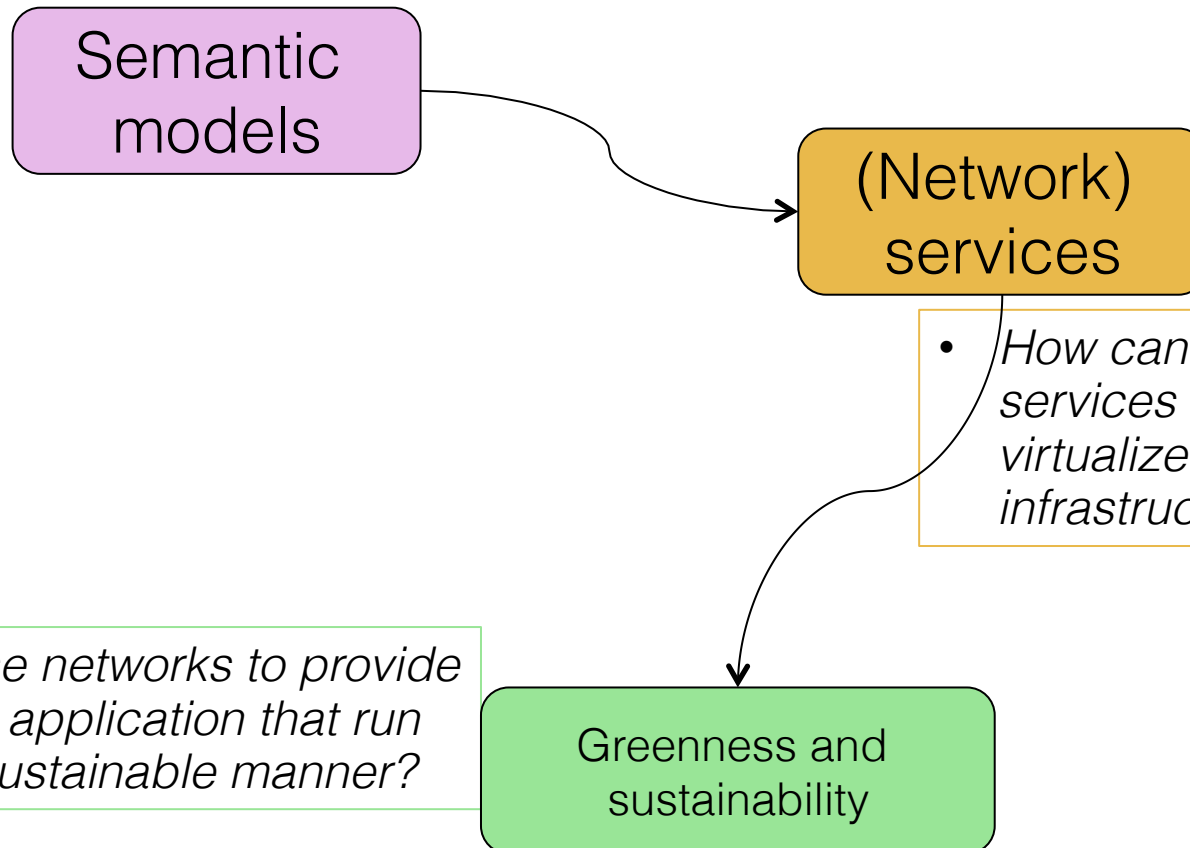 Semantic
models
(Network)
services
• How can
services
virtualize
infrastruc
e networks to provide
application that run
ustainable manner?
Greenness and
sustainability